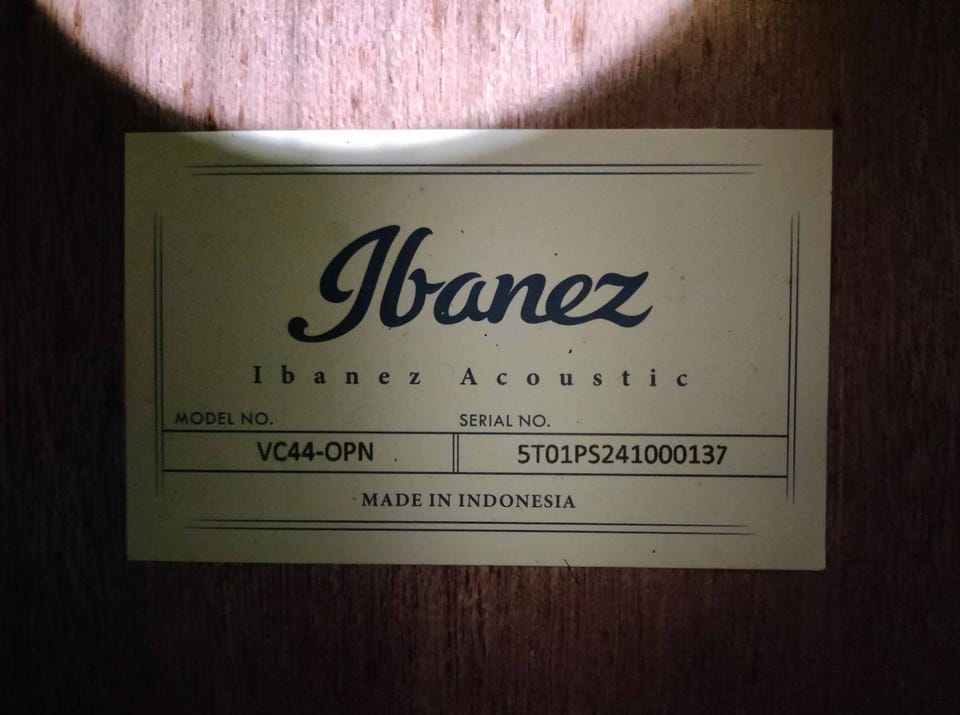 Ibanez
Ibanez Acoustic
MODEL NO. SERIAL NO.
VC44-OPN 5T01PS241000137
MADE IN INDONESIA